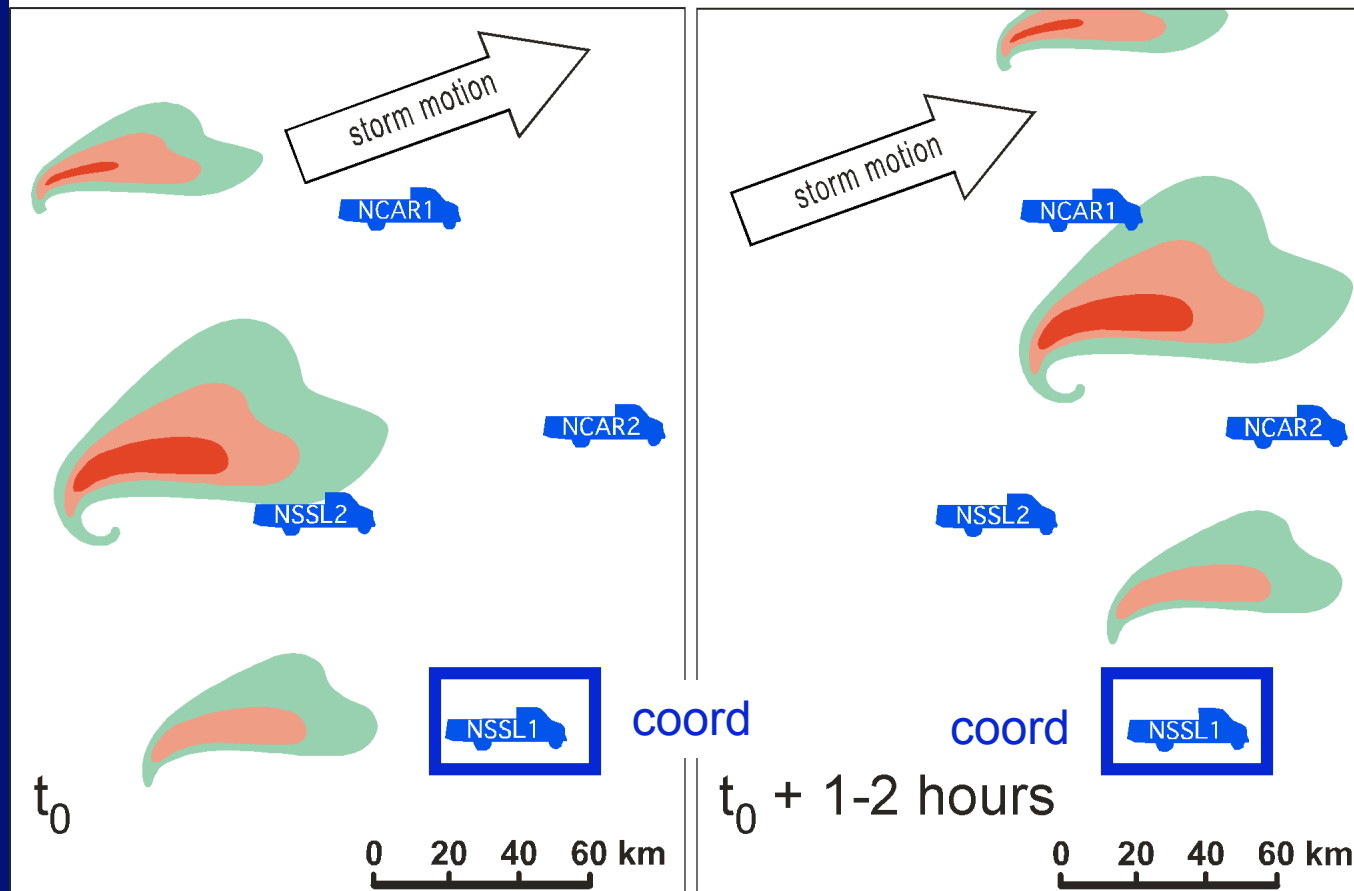 storm motion
NCAR1
NCAR2
NSSL2
NSSL1
coord
t0
0 20 40 60 km
storm motion
NCAR1
NCAR2
NSSL2
coord
NSSL1
t0 + 1-2 hours
0 20 40 60 km